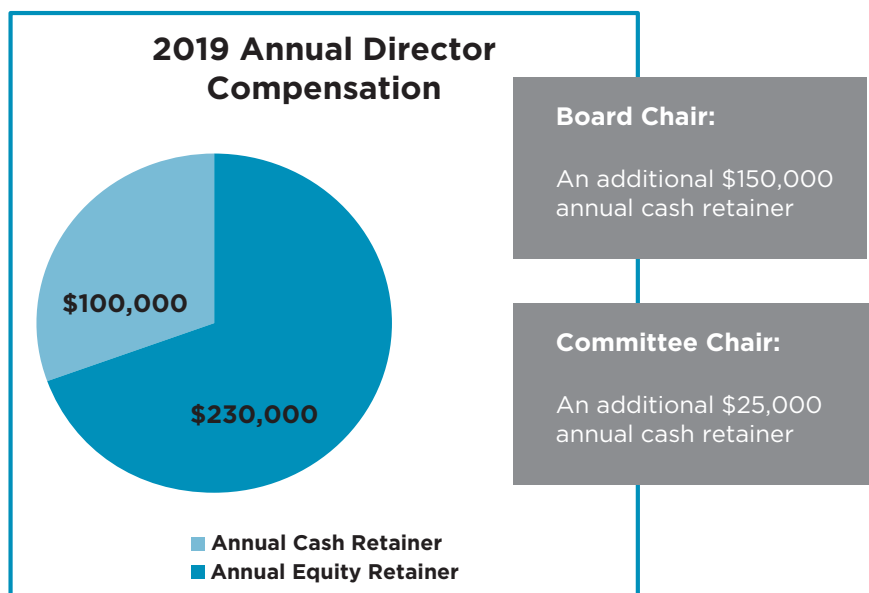 2019 Annual Director
Compensation
Board Chair:
An additional $150,000
annual cash retainer
$100,000
$230,000
Committee Chair:
An additional $25,000
annual cash retainer
Annual Cash Retainer
Annual Equity Retainer